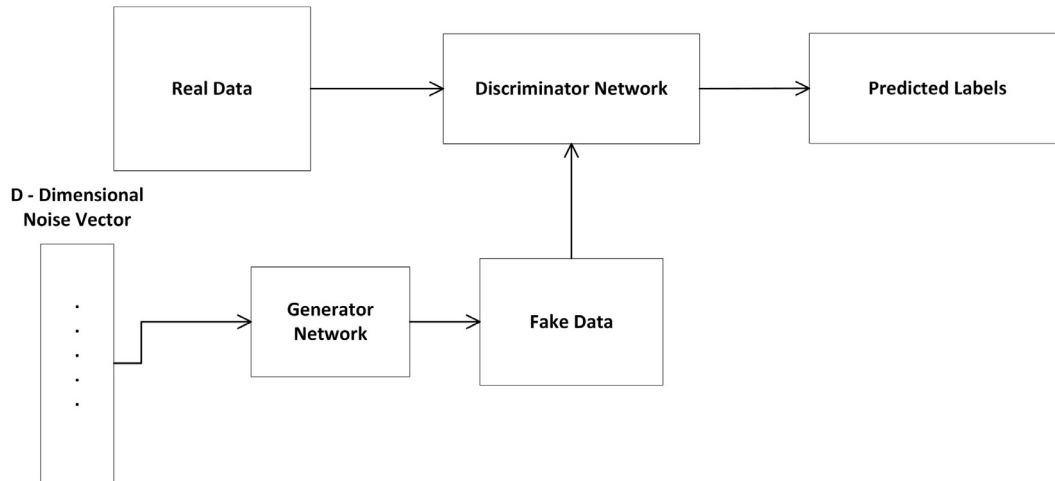 Real Data
Discriminator Network
Predicted Labels
D - Dimensional
Noise Vector
Generator
Network
Fake Data